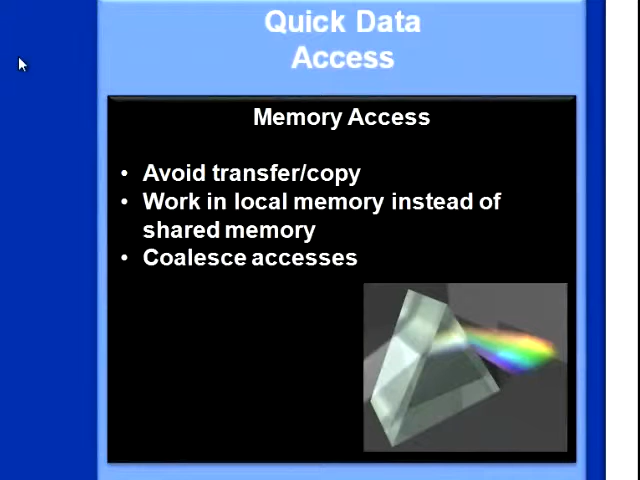 Quick Data
Access
Memory Access
• Avoid transfer/copy
• Work in local memory instead of
shared memory
• Coalesce accesses